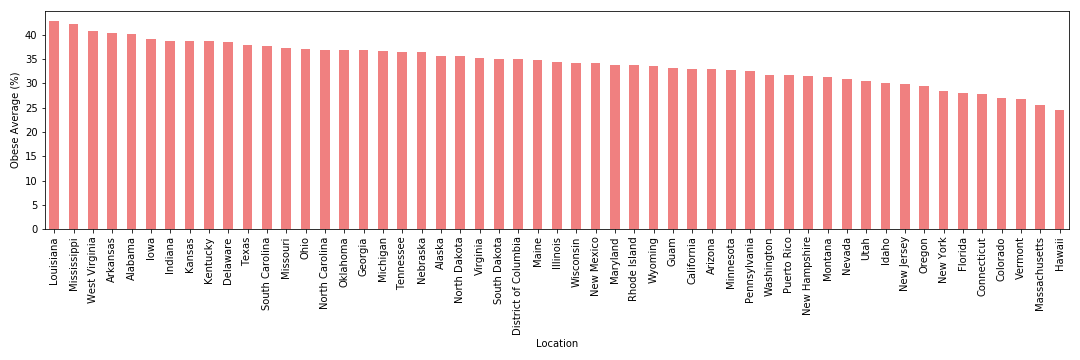 40
35
30
25
20
15
10
5
0
Obese Average (%)
Louisiana
Mississippi
West Virginia
Arkansas
Alabama
Iowa
Indiana
Kansas
Kentucky
Delaware
Texas
South Carolina
Missouri
Ohio
North Carolina
Oklahoma
Georgia
Michigan
Tennessee
Nebraska
Alaska
North Dakota
Virginia
South Dakota
District of Columbia
Maine
Illinois
Wisconsin
New Mexico
Maryland
Rhode Island
Wyoming
Guam
California
Arizona
Minnesota
Pennsylvania
Washington
Puerto Rico
New Hampshire
Montana
Nevada
Utah
Idaho
New Jersey
Oregon
New York
Florida
Connecticut
Colorado
Vermont
Massachusetts
Hawaii
Location